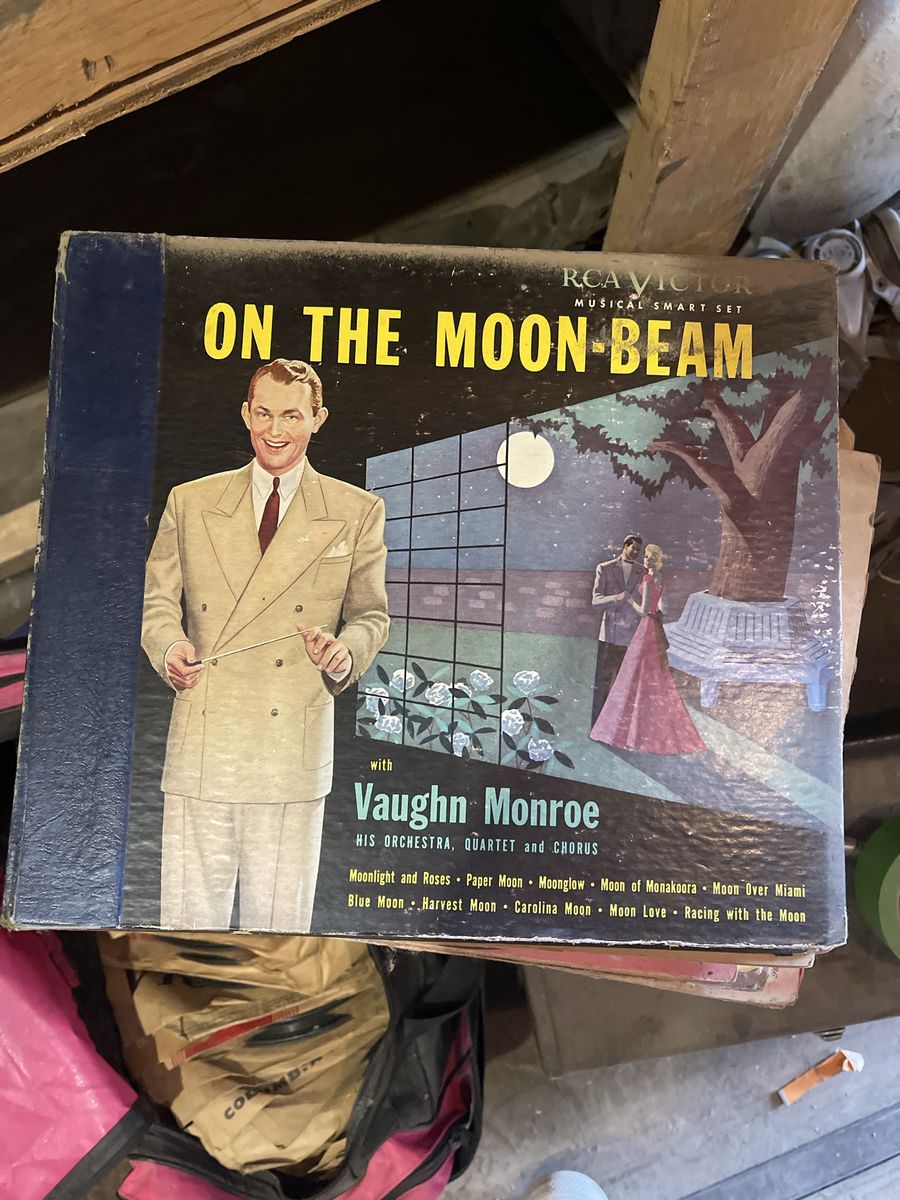 RCA VICTOR
MUSICAL SMART SET
ON THE MOON-BEAM
with
Vaughn Monroe
HIS ORCHESTRA, QUARTET and CHORUS
Moonlight and Roses • Paper Moon • Moonglow • Moon of Monakoora • Moon Over Miami
Blue Moon • Harvest Moon • Carolina Moon • Moon Love • Racing with the Moon